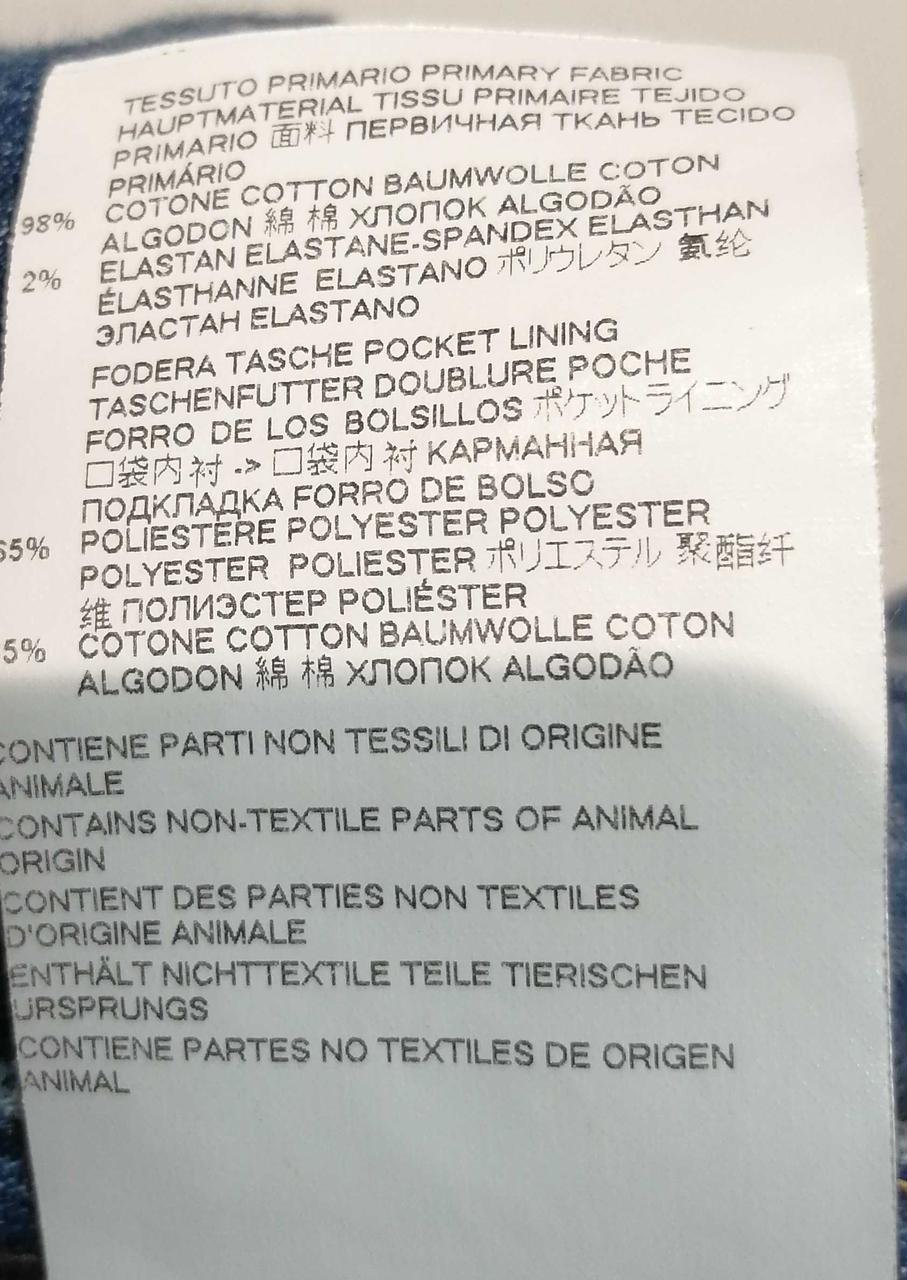 TESSUTO PRIMARIO PRIMARY FABRIC
HAUPTMATERIAL TISSU PRIMAIRE TEJIDO
PRIMARIO 面料 ПЕРВИЧНАЯ ТКАНЬ TECIDO
PRIMÁRIO
98% COTONE COTTON BAUMWOLLE COTON
ALGODON 綿 棉 ХЛОПОК ALGODÃO
2% ELASTAN ELASTANE-SPANDEX ELASTHAN
ÉLASTHANNE ELASTANO ポリウレタン 氨纶
ЭЛАСТАН ELASTANO
FODERA TASCHE POCKET LINING
TASCHENFUTTER DOUBLURE POCHE
FORRO DE LOS BOLSILLOS ポケットライニング
口袋内衬 -> 口袋内衬 КАРМАННАЯ
ПОДКЛАДКА FORRO DE BOLSO
65% POLIESTERE POLYESTER POLYESTER
POLYESTER POLIESTER ポリエステル 聚酯纤
维 ПОЛИЭСТЕР POLIÉSTER
5% COTONE COTTON BAUMWOLLE COTON
ALGODON 綿 棉 ХЛОПОК ALGODÃO
CONTIENE PARTI NON TESSILI DI ORIGINE
ANIMALE
CONTAINS NON-TEXTILE PARTS OF ANIMAL
ORIGIN
CONTIENT DES PARTIES NON TEXTILES
D'ORIGINE ANIMALE
ENTHÄLT NICHTTEXTILE TEILE TIERISCHEN
URSPRUNGS
CONTIENE PARTES NO TEXTILES DE ORIGEN
ANIMAL